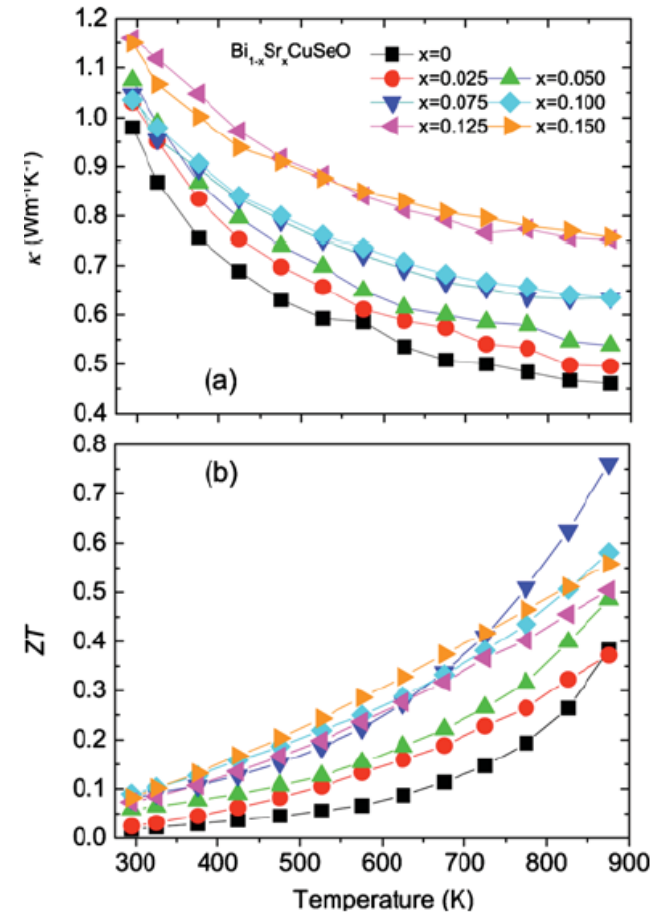 Bi1-xSrxCuSeO
x=0
x=0.025
x=0.050
x=0.075
x=0.100
x=0.125
x=0.150
1.2
1.1
1.0
0.9
0.8
0.7
0.6
0.5
0.4
κ (Wm⁻¹K⁻¹)
(a)
(b)
0.8
0.7
0.6
0.5
0.4
0.3
0.2
0.1
0.0
ZT
300 400 500 600 700 800 900
Temperature (K)